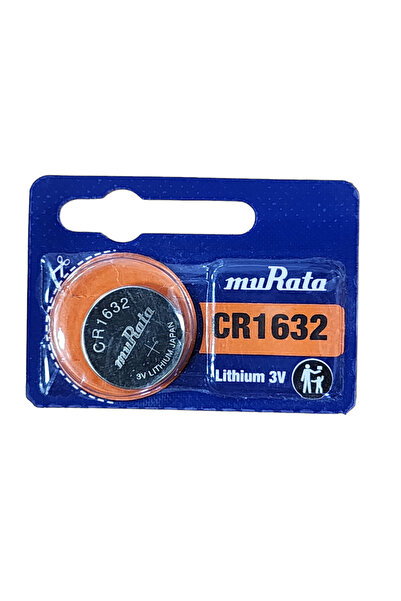 muRata
CR1632
Lithium 3V
CR1632
muRata
+
3V LITHIUM JAPAN